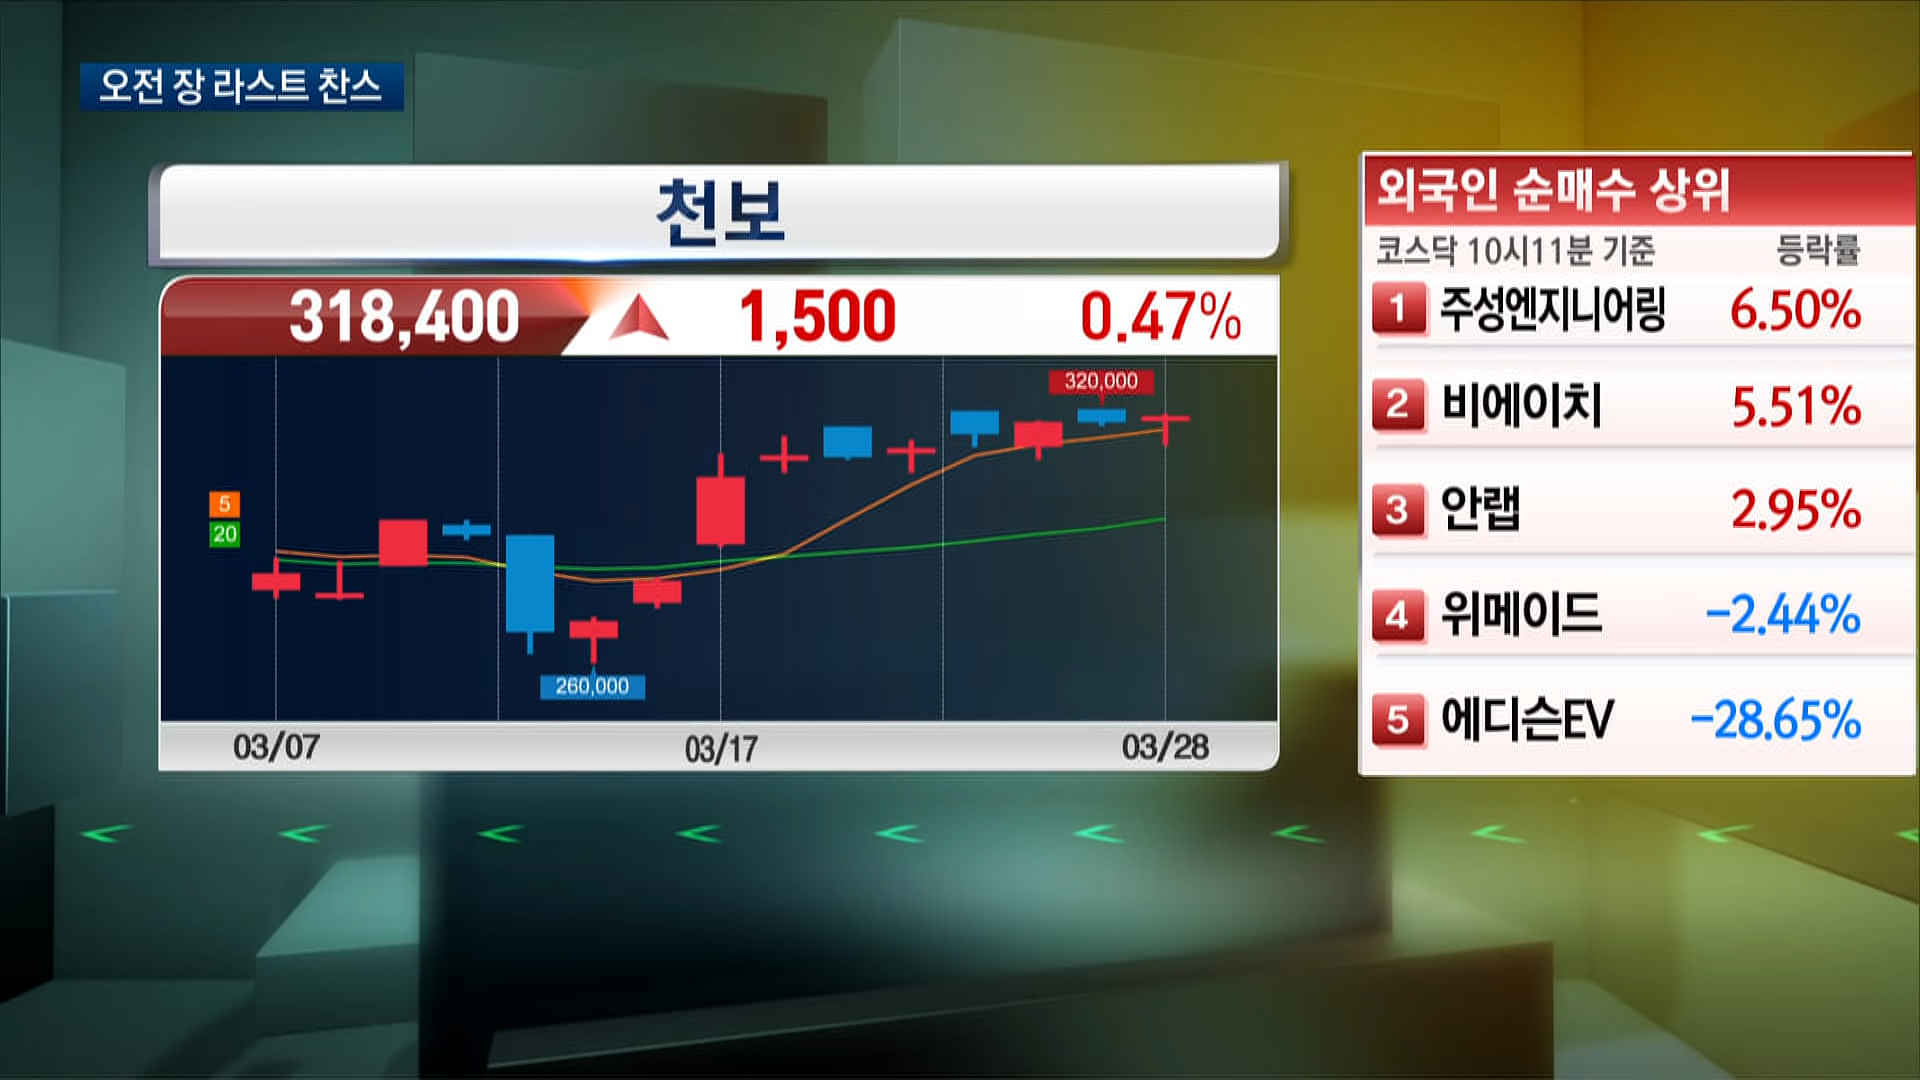 오전 장 라스트 찬스
천보
318,400 1,500 0.47%
320,000
5
20
260,000
03/07 03/17 03/28
외국인 순매수 상위
코스닥 10시11분 기준 등락률
1 주성엔지니어링 6.50%
2 비에이치 5.51%
3 안랩 2.95%
4 위메이드 -2.44%
5 에디슨EV -28.65%